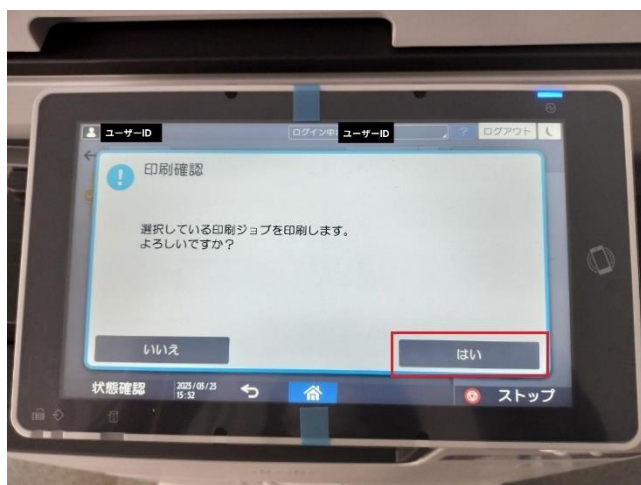 ユーザーID
ログイン中: ユーザーID
? ログアウト
印刷確認
選択している印刷ジョブを印刷します。
よろしいですか?
いいえ
はい
状態確認
2025/03/25
15:52
ストップ